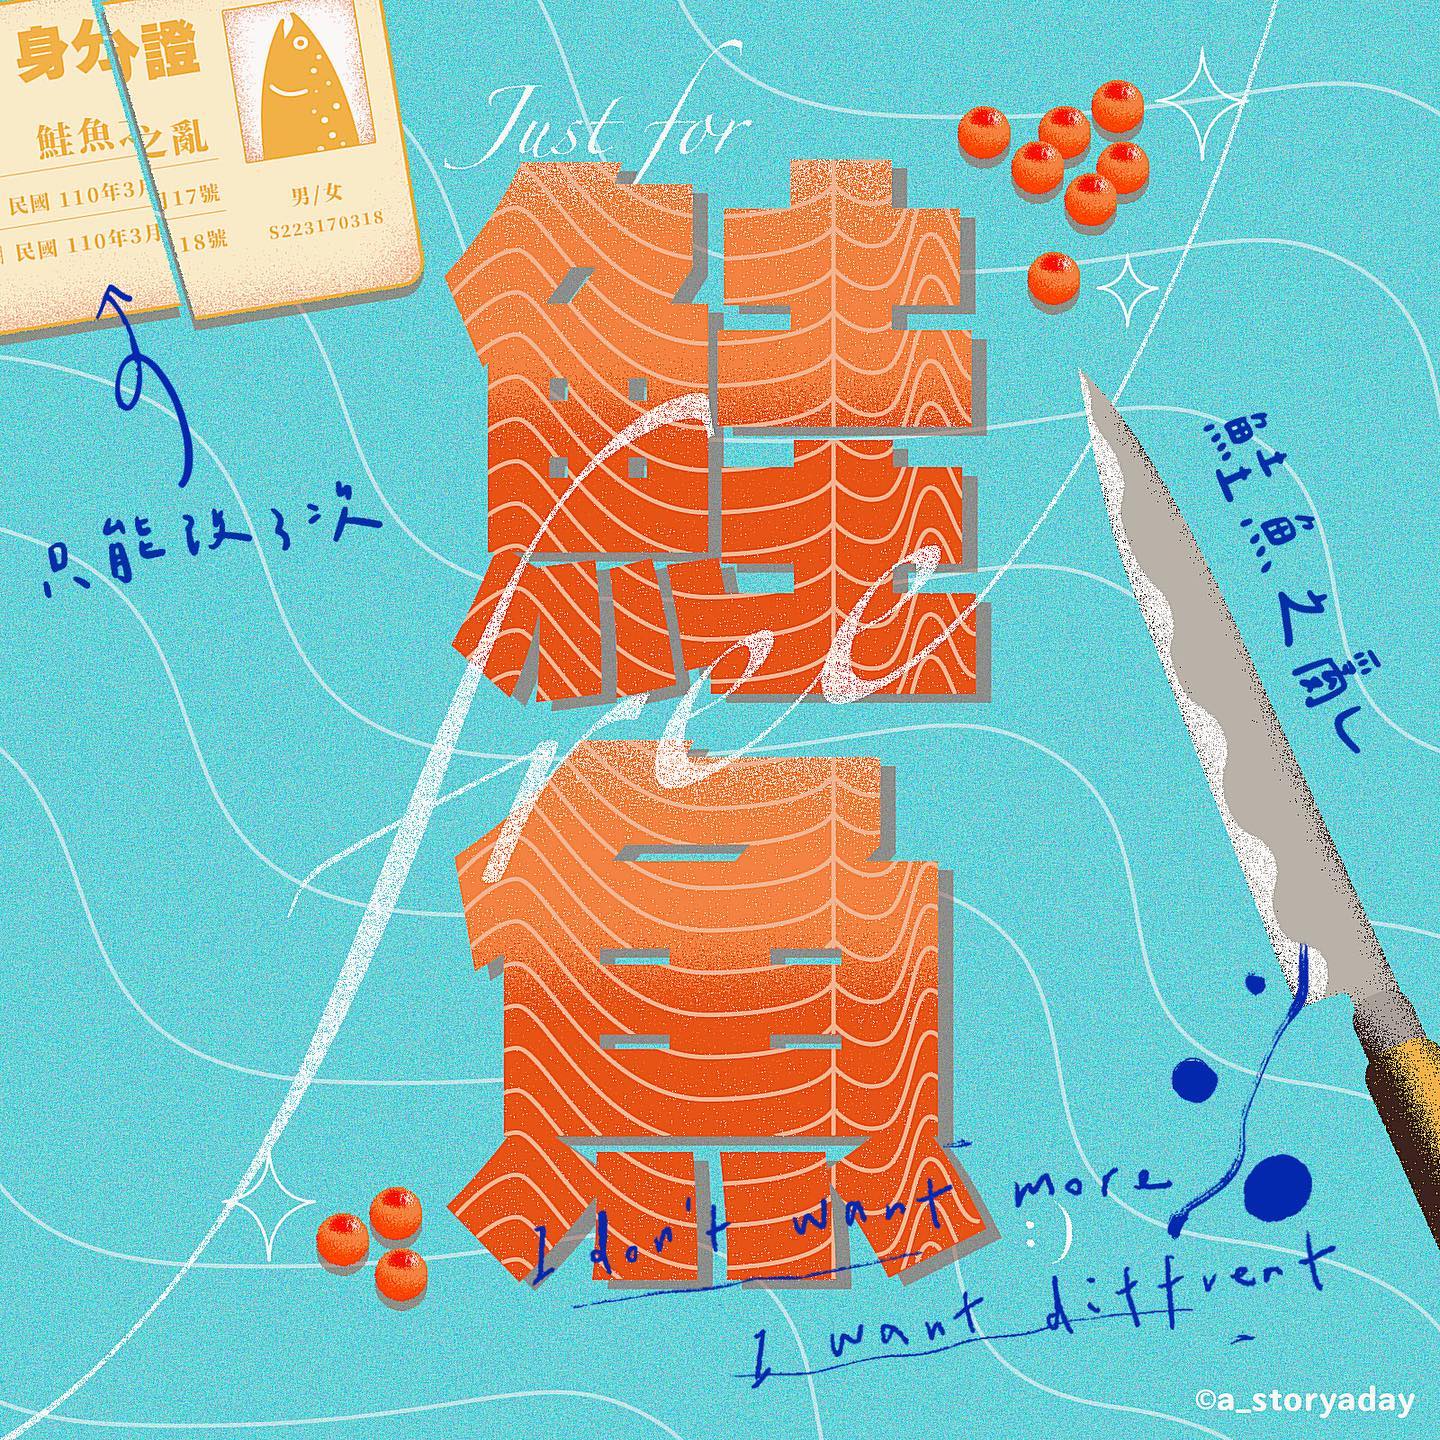 身分證
鮭魚之亂
民國 110年3月17號
民國 110年3月18號
男/女
S223170318
Just for
鮭
魚
Free
只能改3次
鮭魚之亂
I don't want more
:)
I want diffrent
©a_storyaday